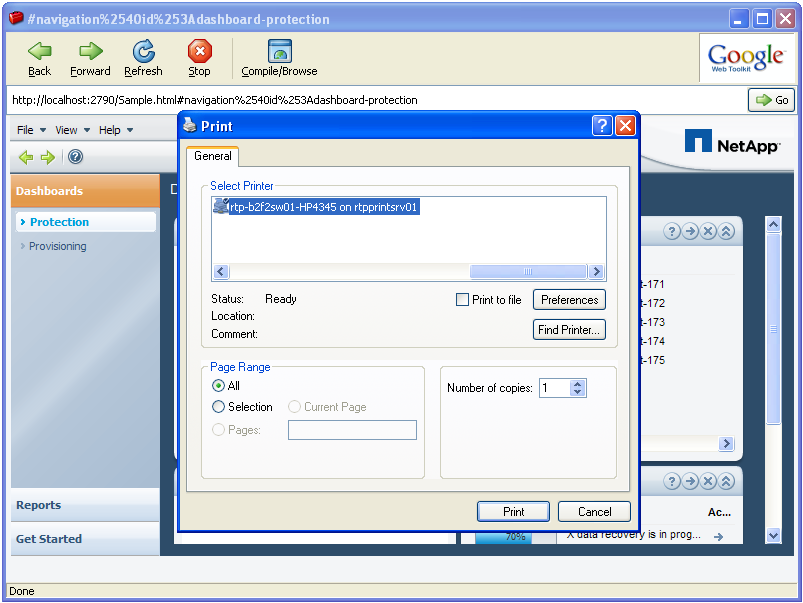 #navigation%2540id%253Adashboard-protection
Back Forward Refresh Stop Compile/Browse
Google
Web Toolkit
http://localhost:2790/Sample.html#navigation%2540id%253Adashboard-protection
Go
File View Help
NetApp
Dashboards
Protection
Provisioning
Reports
Get Started
Print
General
Select Printer
rtp-b2f2sw01-HP4345 on rtpprintsrv01
Status: Ready
Print to file
Preferences
Location:
Comment:
Find Printer...
Page Range
All
Selection
Current Page
Pages:
Number of copies: 1
Print
Cancel
t-171
t-172
t-173
t-174
t-175
Ac...
70%
X data recovery is in prog...
Done